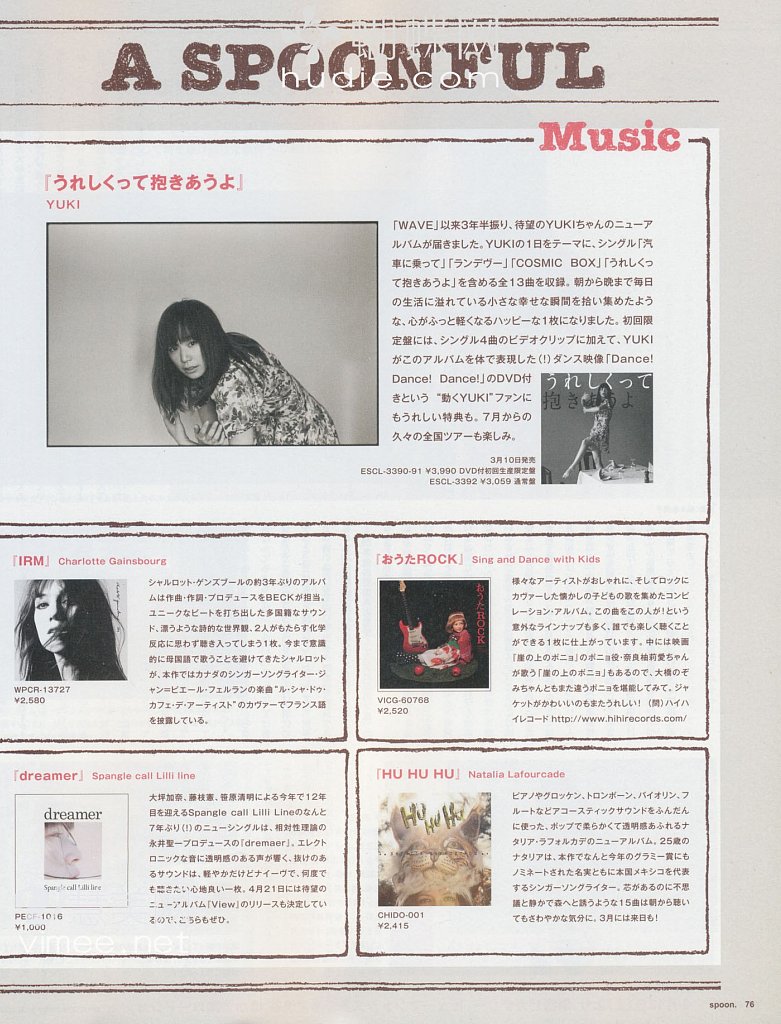 蝴蝶网
hudie.com
A SPOONFUL
Music
『うれしくって抱きあうよ』
YUKI
「WAVE」以来3年半振り、待望のYUKIちゃんのニューア
ルバムが届きました。YUKIの1日をテーマに、シングル「汽
車に乗って」「ランデヴー」「COSMIC BOX」「うれしくっ
て抱きあうよ」を含める全13曲を収録。朝から晩まで毎日
の生活に溢れている小さな幸せな瞬間を拾い集めたよう
な、心がふっと軽くなるハッピーな1枚になりました。初回限
定盤には、シングル4曲のビデオクリップに加えて、YUKI
がこのアルバムを体で表現した(!)ダンス映像「Dance!
Dance! Dance!」のDVD付
きという “動くYUKI”ファンに
もうれしい特典も。7月からの
久々の全国ツアーも楽しみ。
うれしくって
抱きあうよ
3月10日発売
ESCL-3390-91 ¥3,990 DVD付初回生産限定盤
ESCL-3392 ¥3,059 通常盤
『IRM』 Charlotte Gainsbourg
シャルロット・ゲンズブールの約3年ぶりのアルバ
ムは作曲・作詞・プロデュースをBECKが担当。
ユニークなビートを打ち出した多国籍なサウン
ド、漂うような詩的な世界観、2人がもたらす化学
反応に思わず聴き入ってしまう1枚。今まで意識
的に母国語で歌うことを避けてきたシャルロット
が、本作ではカナダのシンガーソングライター・ジ
ャン=ピエール・フェルランの楽曲“ル・シャ・ドゥ・
カフェ・デ・アーティスト”のカヴァーでフランス語
を披露している。
WPCR-13727
¥2,580
『おうたROCK』 Sing and Dance with Kids
おうたROCK
様々なアーティストがおしゃれに、そしてロックに
カヴァーした懐かしの子どもの歌を集めたコンピ
レーション・アルバム。この曲をこの人が!という
意外なラインナップも多く、誰でも楽しく聴くこと
ができる1枚に仕上がっています。中には映画
『崖の上のポニョ』のポニョ役・奈良柚莉愛ちゃん
が歌う「崖の上のポニョ」もあるので、大橋のぞ
みちゃんともまた違うポニョを堪能してみて。ジャ
ケットがかわいいのもまたうれしい! (問)ハイハ
イレコード http://www.hihirecords.com/
VICG-60768
¥2,520
『dreamer』 Spangle call Lilli line
dreamer
Spangle call Lilli line
大坪加奈、藤枝憲、笹原清明による今年で12年
目を迎えるSpangle call Lilli Lineのなんと
7年ぶり(!)のニューシングルは、相対性理論の
永井聖一プロデュースの「dremaer」。エレクト
ロニックな音に透明感のある声が響く、抜けのあ
るサウンドは、軽やかだけどナイーヴで、何度で
も聴きたい心地良い一枚。4月21日には待望の
ニューアルバム『View』のリリースも決定してい
るので、こちらもぜひ。
PECF-1016
¥1,000
『HU HU HU』 Natalia Lafourcade
HU HU HU
ピアノやグロッケン、トロンボーン、バイオリン、フ
ルートなどアコースティックサウンドをふんだん
に使った、ポップで柔らかくて透明感あふれるナ
タリア・ラフォルカデのニューアルバム。25歳の
ナタリアは、本作でなんと今年のグラミー賞にも
ノミネートされた名実ともに本国メキシコを代表
するシンガーソングライター。芯があるのに不思
議と静かで森へと誘うような15曲は朝から聴い
てもさわやかな気分に。3月には来日も!
CHIDO-001
¥2,415
vimee.net
spoon. 76